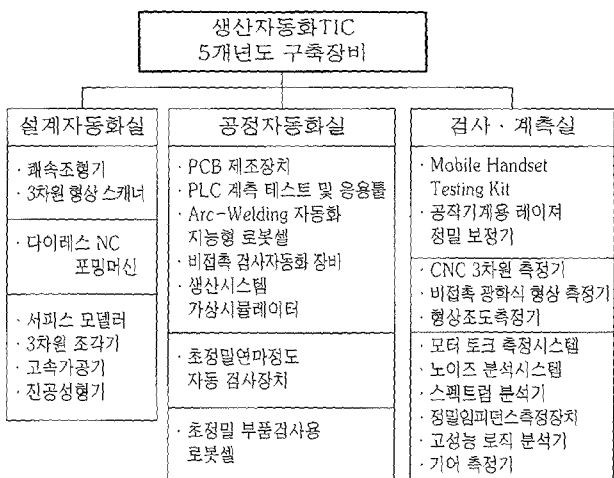 생산자동화TIC
5개년도 구축장비
설계자동화실
· 쾌속조형기
· 3차원 형상 스캐너
· 다이레스 NC
포밍머신
· 서피스 모델러
· 3차원 조각기
· 고속가공기
· 진공성형기
공정자동화실
· PCB 제조장치
· PLC 계측 테스트 및 응용툴
· Arc-Welding 자동화
지능형 로봇셀
· 비접촉 검사자동화 장비
· 생산시스템
가상시뮬레이터
· 초정밀연마정도
자동 검사장치
· 초정밀 부품검사용
로봇셀
검사 · 계측실
· Mobile Handset
Testing Kit
· 공작기계용 레이져
정밀 보정기
· CNC 3차원 측정기
· 비접촉 광학식 형상 측정기
· 형상조도측정기
· 모터 토크 측정시스템
· 노이즈 분석시스템
· 스펙트럼 분석기
· 정밀임피던스측정장치
· 고성능 로직 분석기
· 기어 측정기